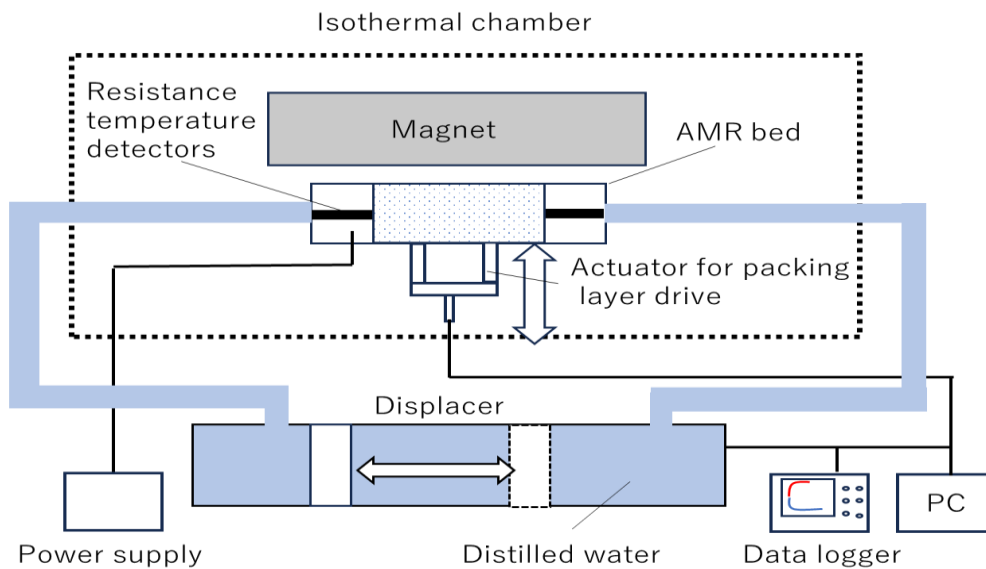 Isothermal chamber
Resistance
temperature
detectors
Magnet
AMR bed
Actuator for packing
layer drive
Displacer
PC
Power supply
Distilled water
Data logger